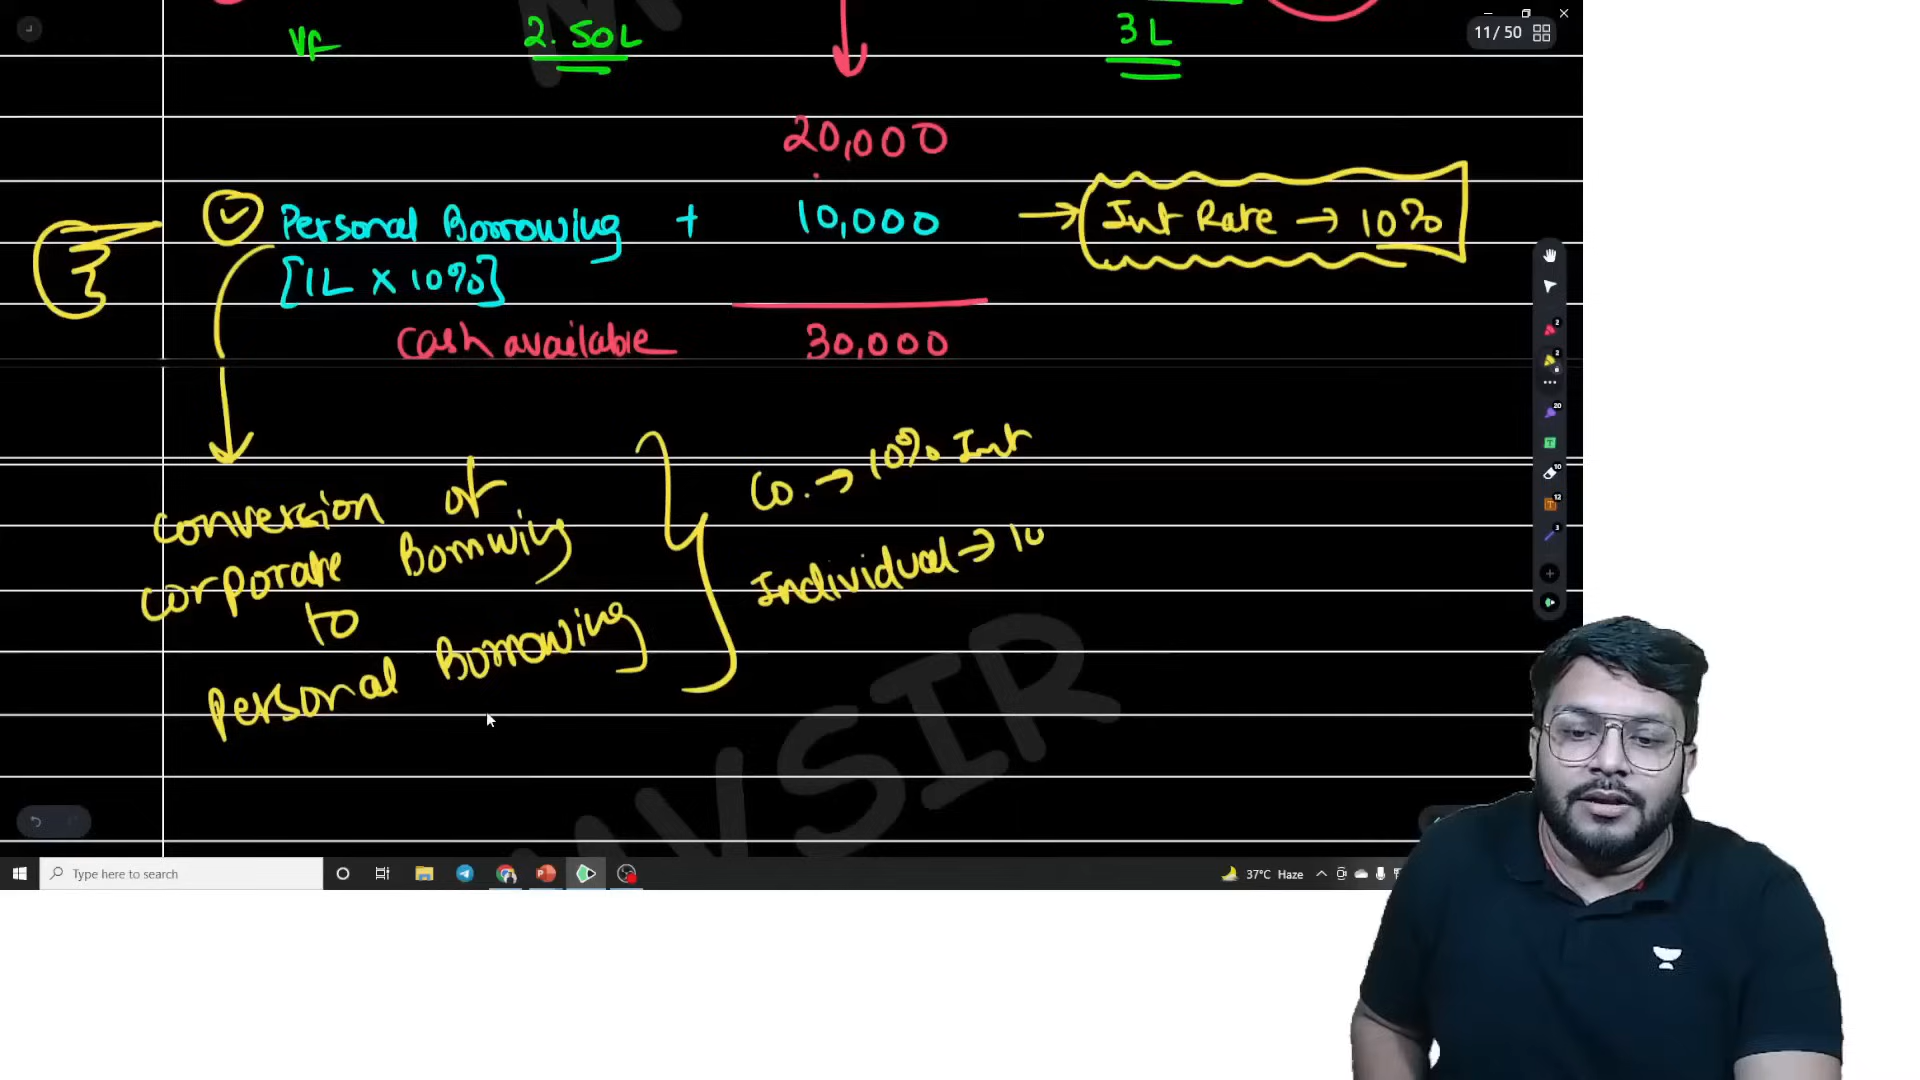 11/ 50
Vf 2.50L 3 L
20,000
Personal Borrowing + 10,000 → Int Rate → 10%
[1L x 10%]
Cash available 30,000
Co. → 10% Int
conversion of
corporate Borrowing
Individual → 10
to
Personal Borrowing
MVSIR
Type here to search
37°C Haze